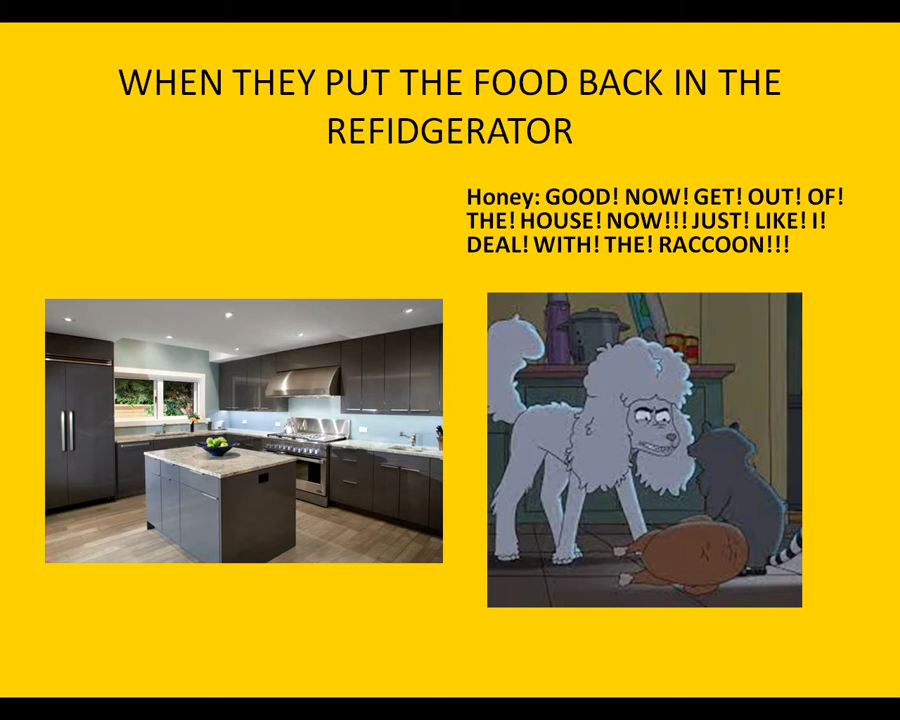 WHEN THEY PUT THE FOOD BACK IN THE
REFIDGERATOR
Honey: GOOD! NOW! GET! OUT! OF!
THE! HOUSE! NOW!!! JUST! LIKE! I!
DEAL! WITH! THE! RACCOON!!!